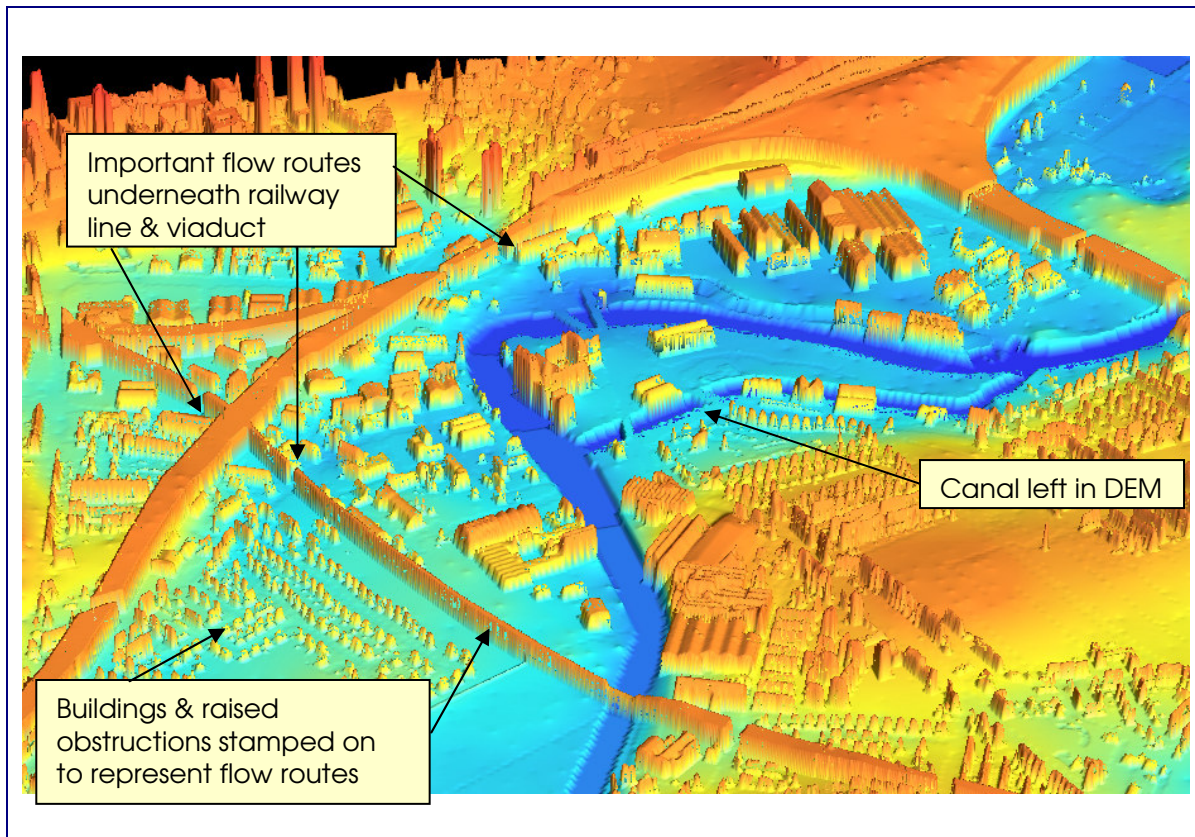 Important flow routes
underneath railway
line & viaduct
Canal left in DEM
Buildings & raised
obstructions stamped on
to represent flow routes